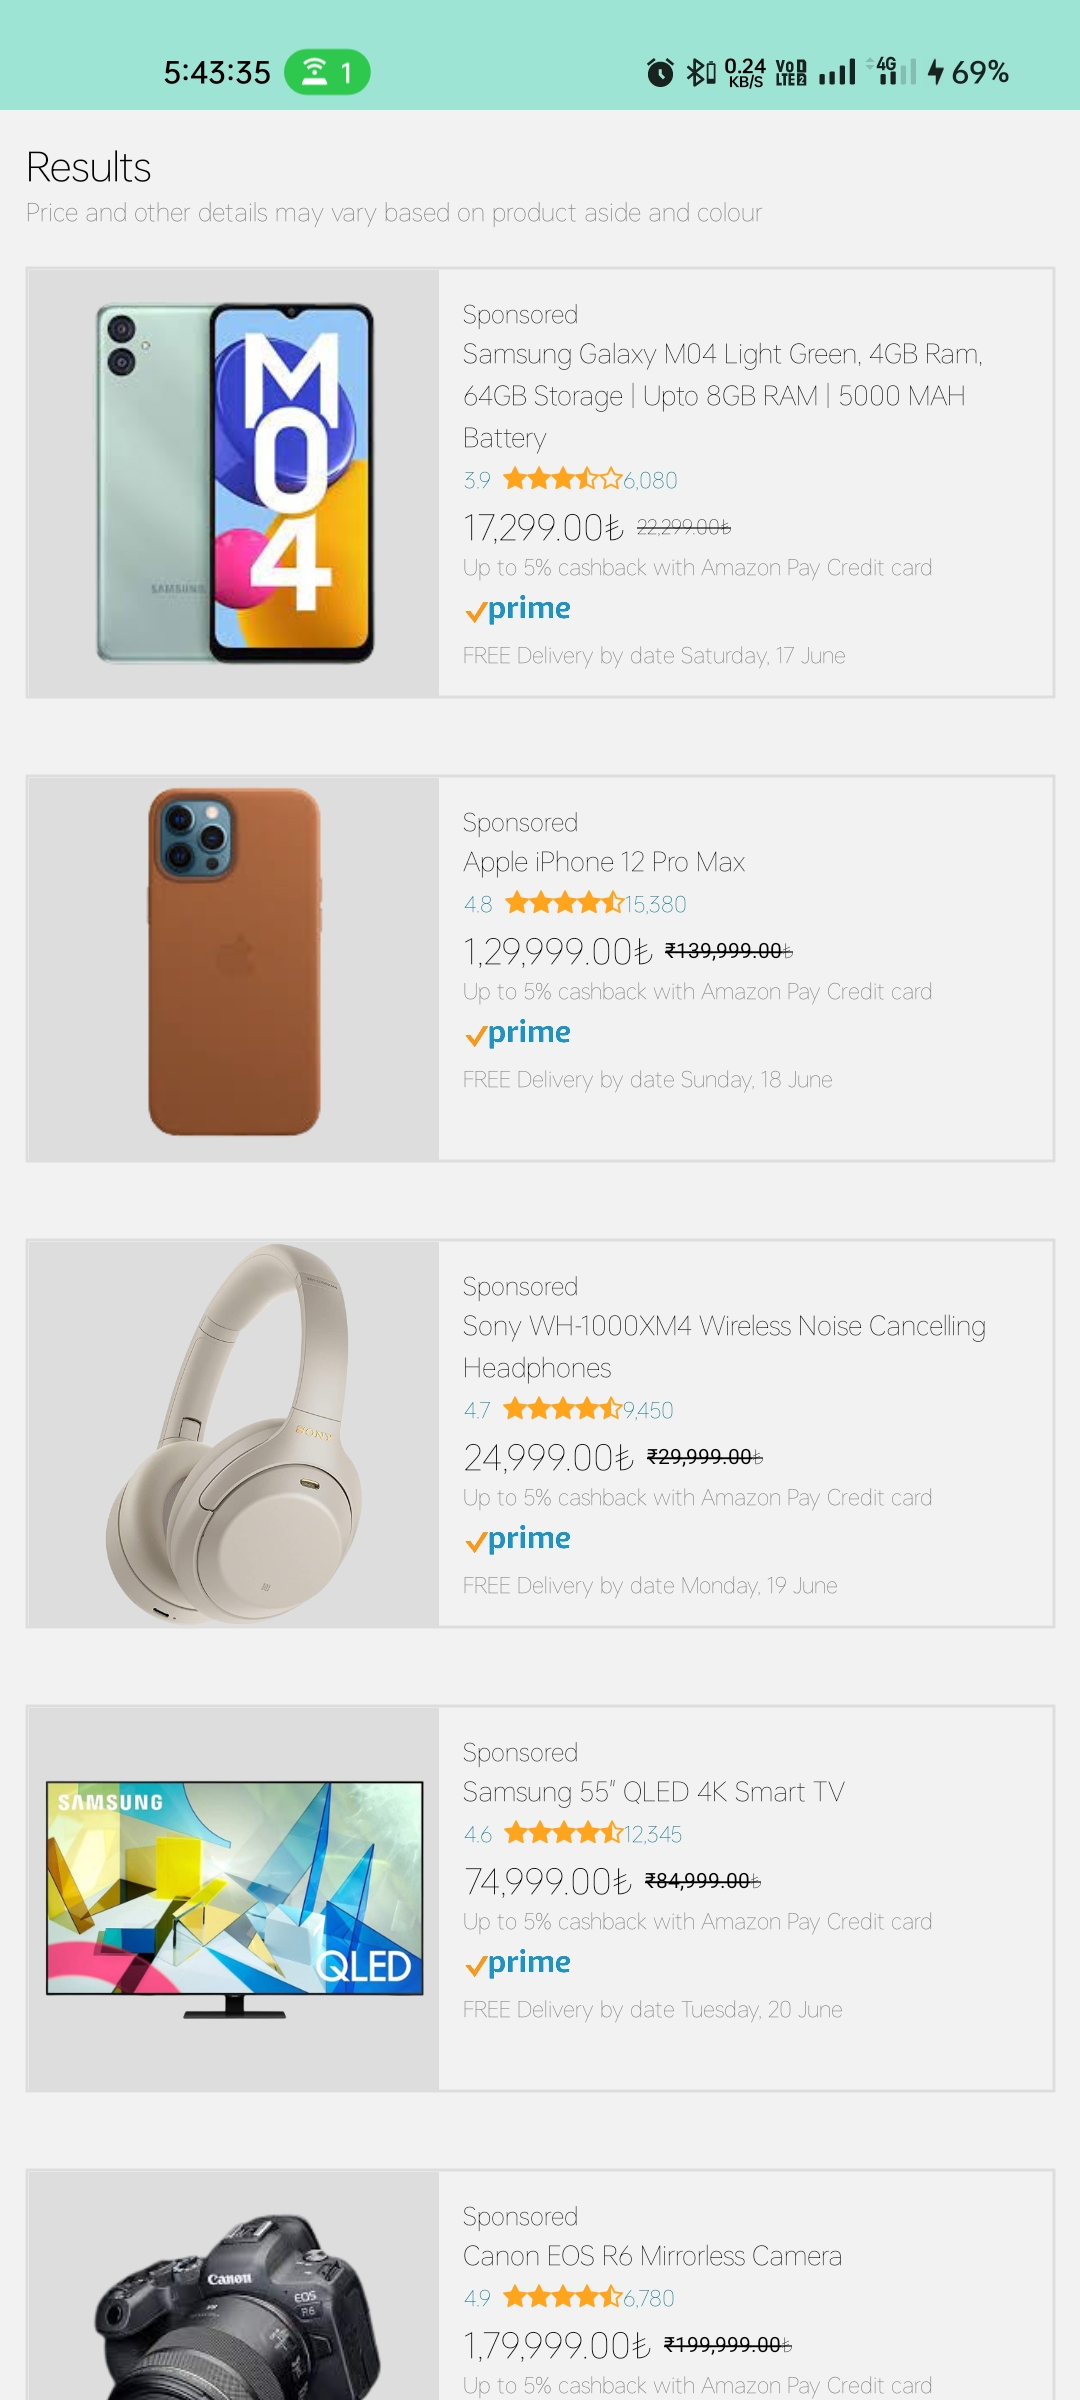 5:43:35 1 0.24 KB/S Vo LTE2 4G 69%
Results
Price and other details may vary based on product aside and colour
M
0
4
SAMSUNG
Sponsored
Samsung Galaxy M04 Light Green, 4GB Ram,
64GB Storage | Upto 8GB RAM | 5000 MAH
Battery
3.9 6,080
17,299.00₺ 22,299.00₺
Up to 5% cashback with Amazon Pay Credit card
prime
FREE Delivery by date Saturday, 17 June
Sponsored
Apple iPhone 12 Pro Max
4.8 15,380
1,29,999.00₺ ₹139,999.00₺
Up to 5% cashback with Amazon Pay Credit card
prime
FREE Delivery by date Sunday, 18 June
SONY
Sponsored
Sony WH-1000XM4 Wireless Noise Cancelling
Headphones
4.7 9,450
24,999.00₺ ₹29,999.00₺
Up to 5% cashback with Amazon Pay Credit card
prime
FREE Delivery by date Monday, 19 June
SAMSUNG
QLED
Sponsored
Samsung 55" QLED 4K Smart TV
4.6 12,345
74,999.00₺ ₹84,999.00₺
Up to 5% cashback with Amazon Pay Credit card
prime
FREE Delivery by date Tuesday, 20 June
Canon
EOS
R6
Sponsored
Canon EOS R6 Mirrorless Camera
4.9 6,780
1,79,999.00₺ ₹199,999.00₺
Up to 5% cashback with Amazon Pay Credit card